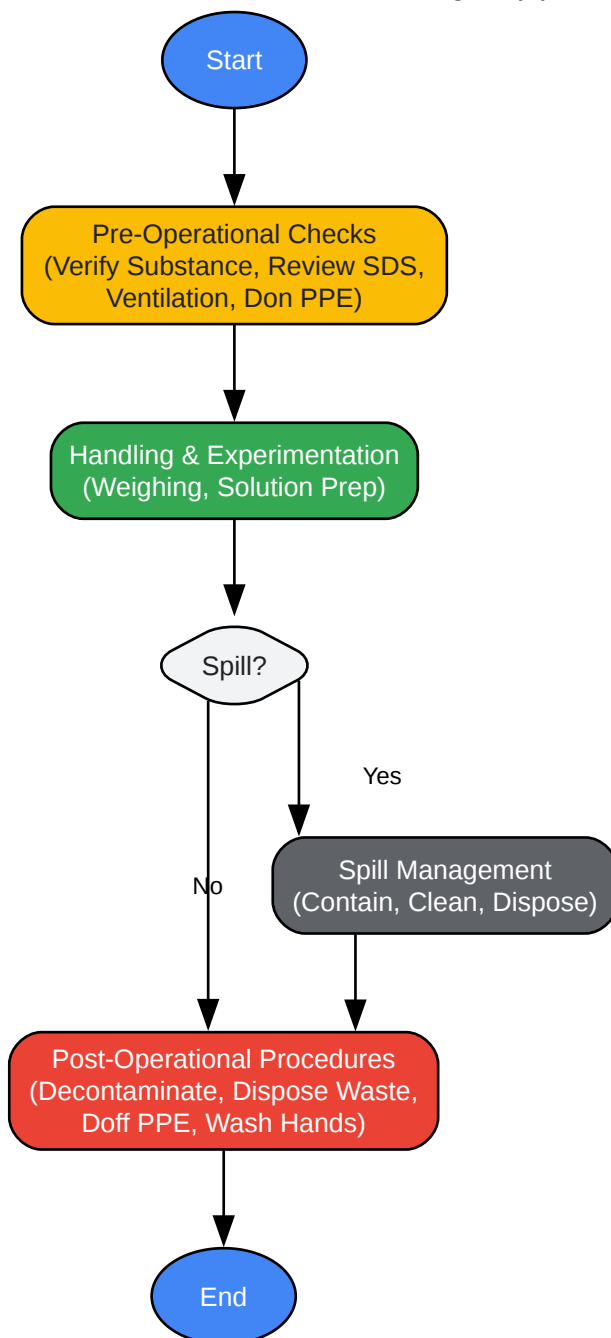 Start
Pre-Operational Checks
(Verify Substance, Review SDS,
Ventilation, Don PPE)
Handling & Experimentation
(Weighing, Solution Prep)
Spill?
Yes
Spill Management
(Contain, Clean, Dispose)
No
Post-Operational Procedures
(Decontaminate, Dispose Waste,
Doff PPE, Wash Hands)
End